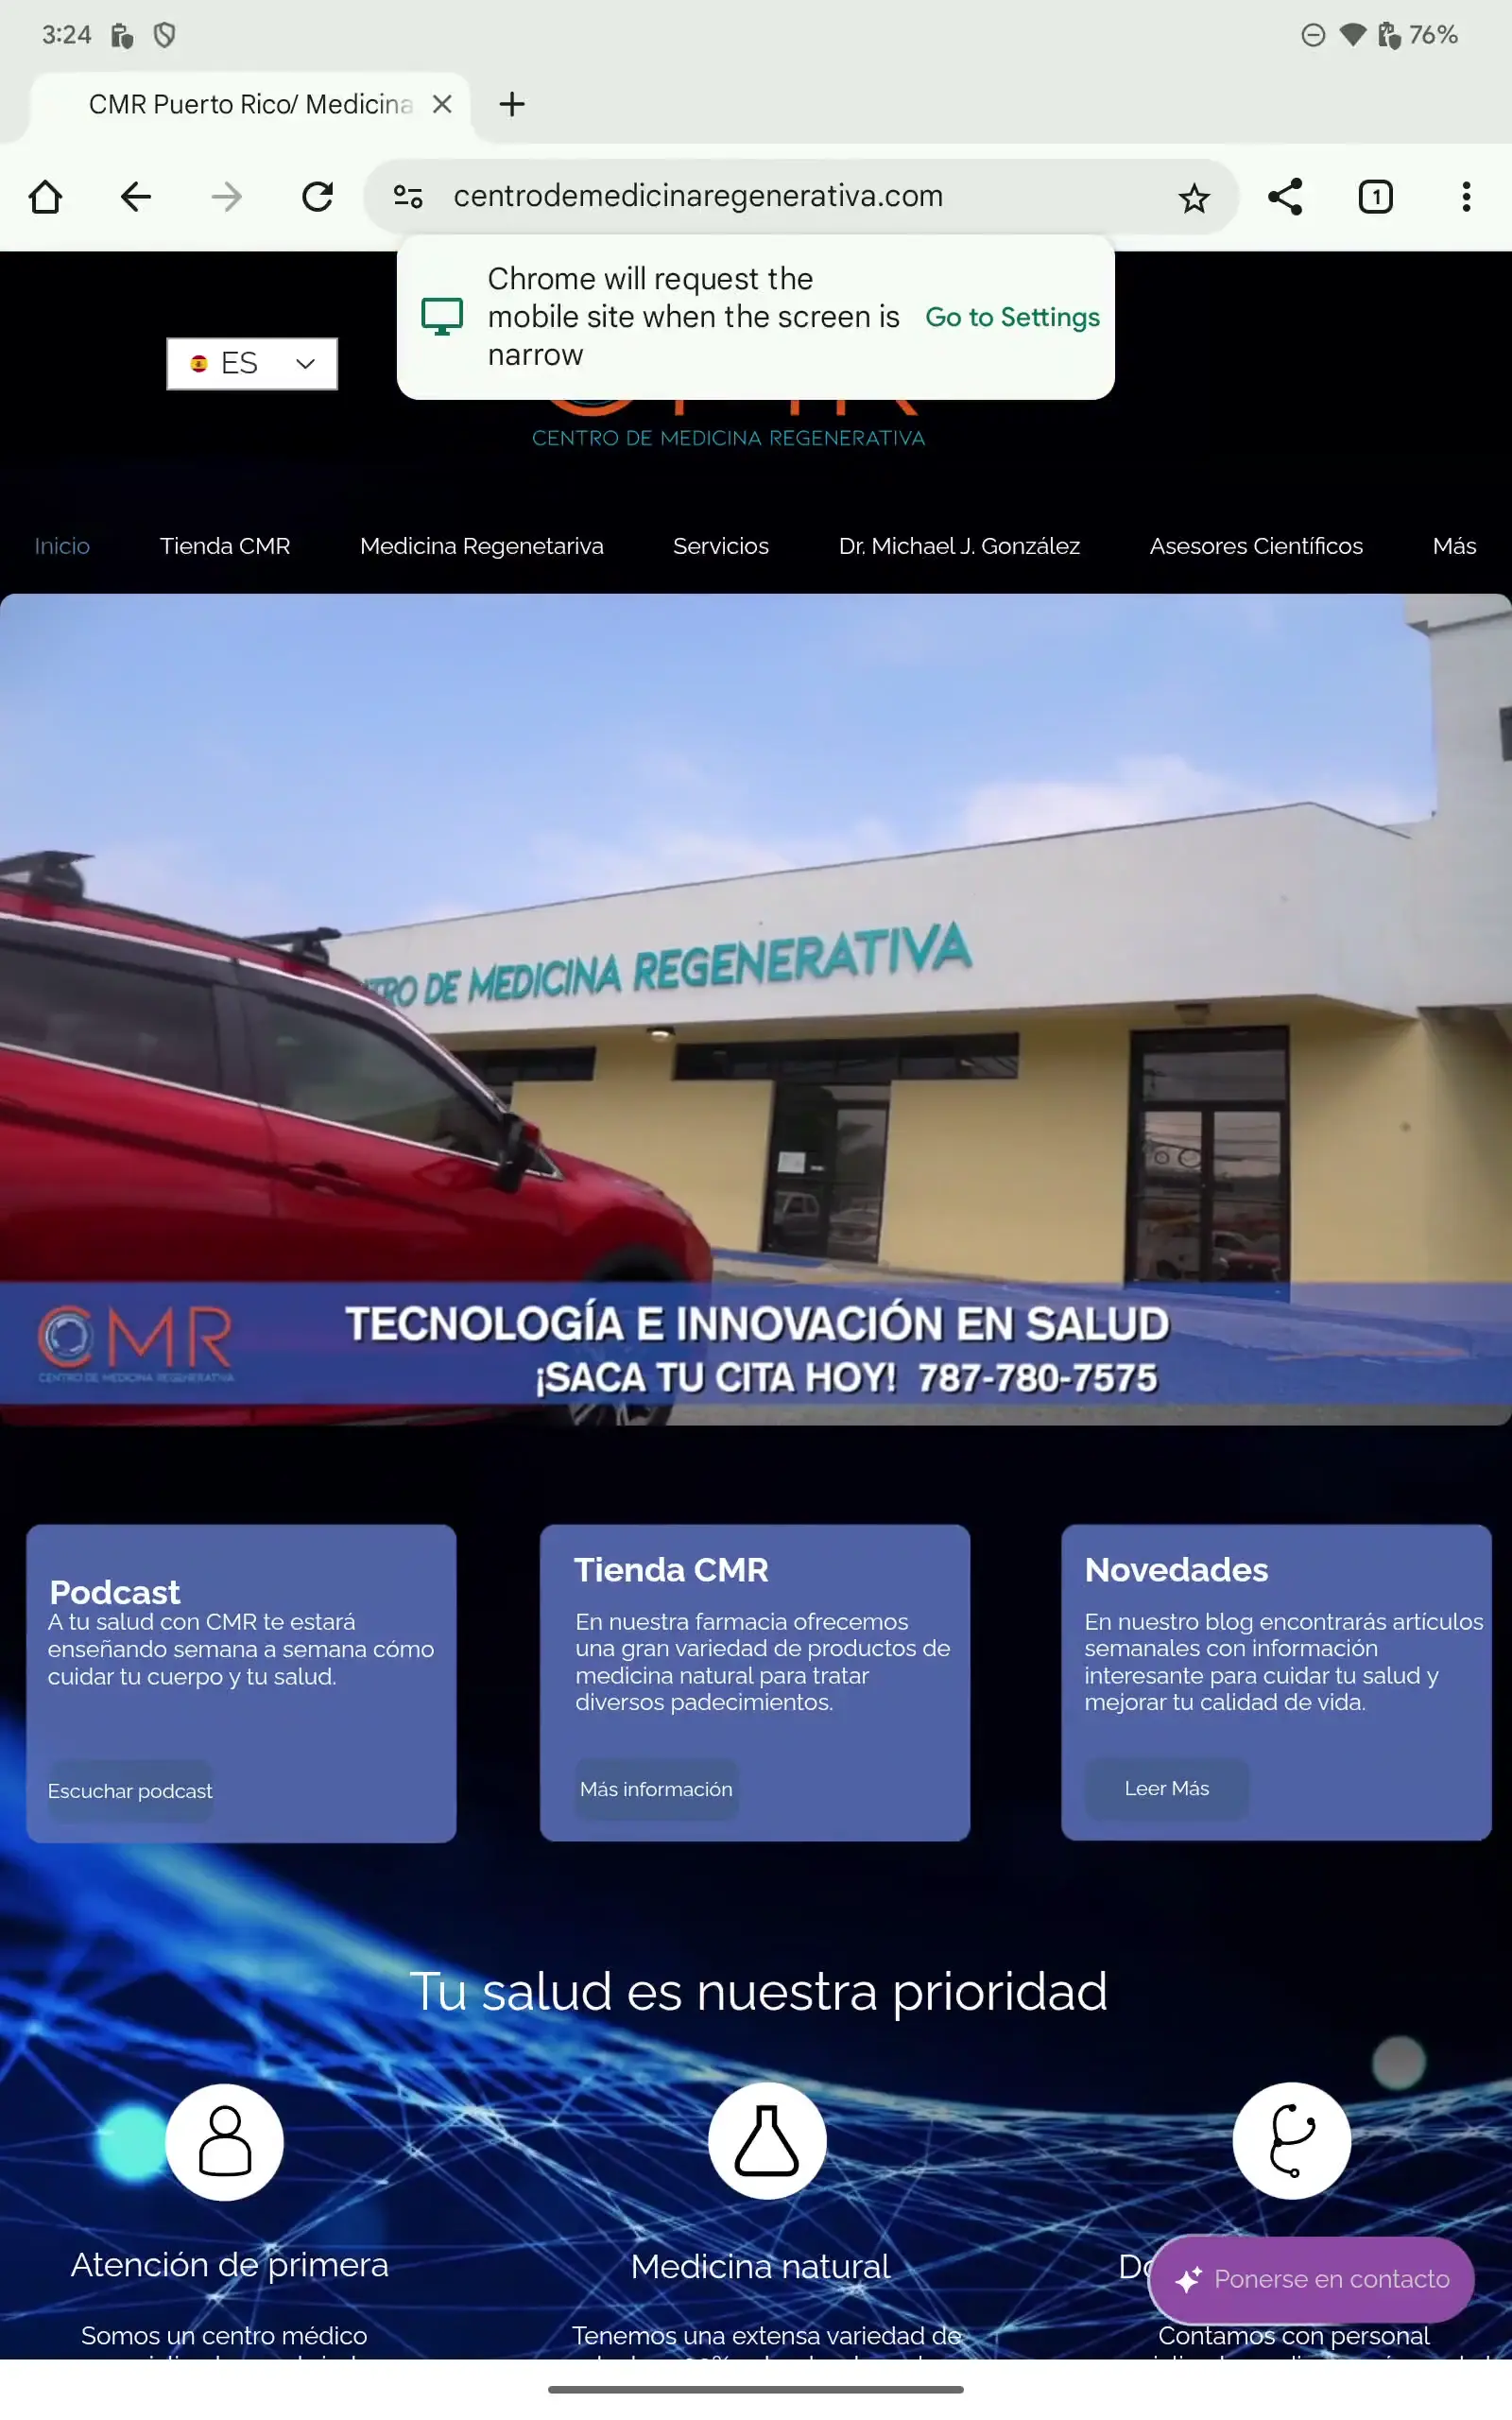 3:24
76%
CMR Puerto Rico/ Medicina
centrodemedicinaregenerativa.com
1
Chrome will request the
mobile site when the screen is
narrow
Go to Settings
ES
CENTRO DE MEDICINA REGENERATIVA
Inicio
Tienda CMR
Medicina Regenetariva
Servicios
Dr. Michael J. González
Asesores Científicos
Más
DE MEDICINA REGENERATIVA
CMR
CENTRO DE MEDICINA REGENERATIVA
TECNOLOGÍA E INNOVACIÓN EN SALUD
¡SACA TU CITA HOY! 787-780-7575
Podcast
A tu salud con CMR te estará
enseñando semana a semana cómo
cuidar tu cuerpo y tu salud.
Escuchar podcast
Tienda CMR
En nuestra farmacia ofrecemos
una gran variedad de productos de
medicina natural para tratar
diversos padecimientos.
Más información
Novedades
En nuestro blog encontrarás artículos
semanales con información
interesante para cuidar tu salud y
mejorar tu calidad de vida.
Leer Más
Tu salud es nuestra prioridad
Atención de primera
Somos un centro médico
Medicina natural
Tenemos una extensa variedad de
Ponerse en contacto
Contamos con personal